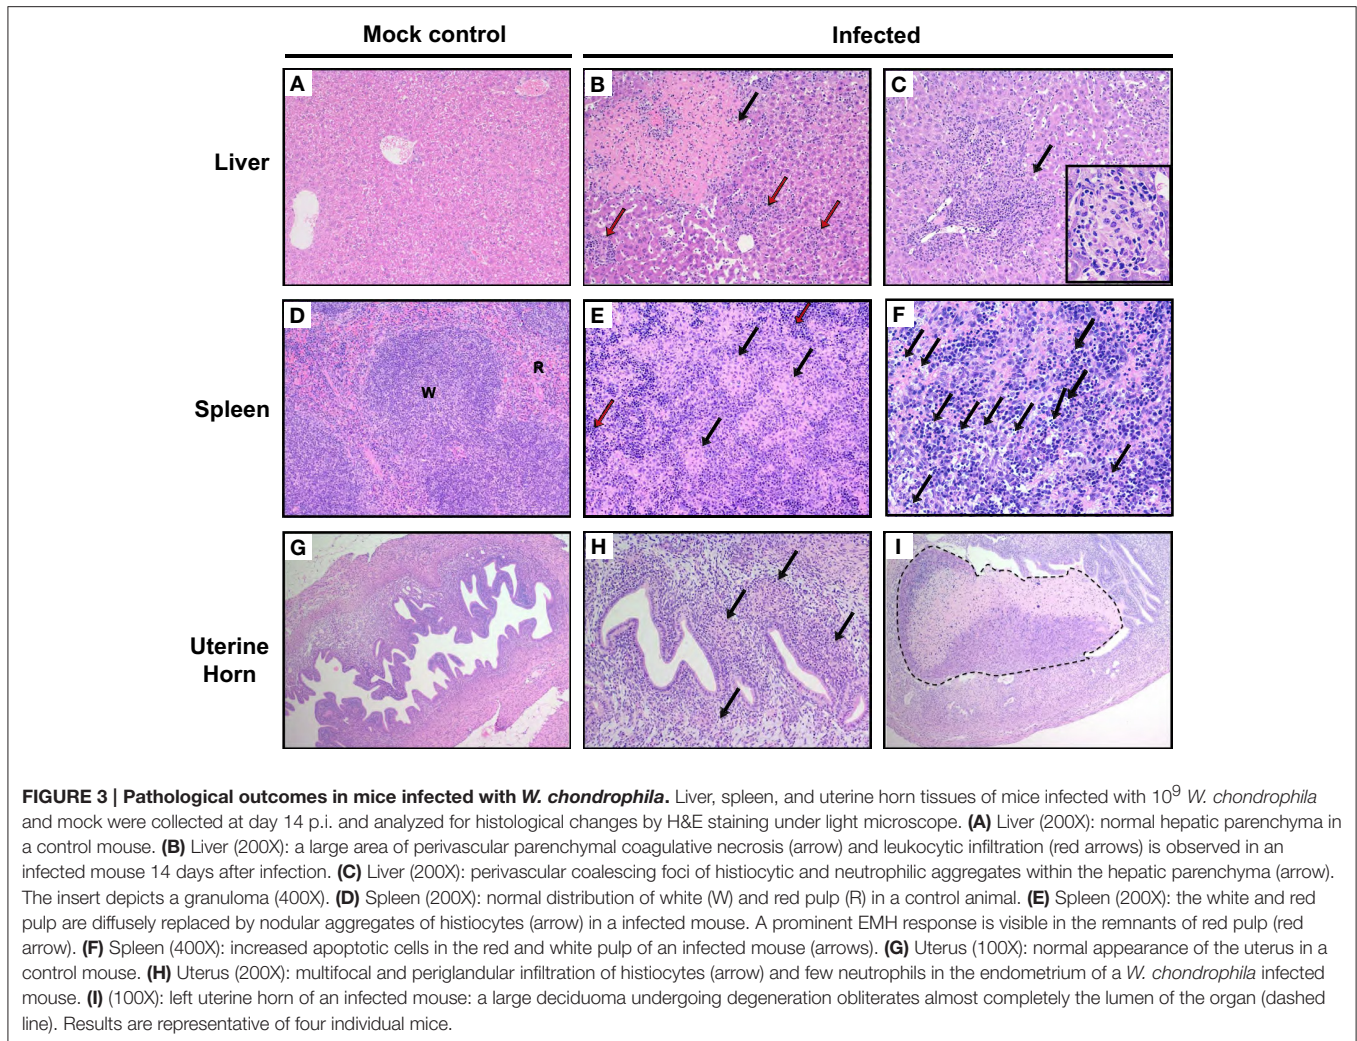 Mock control
Infected
A
B
C
Liver
D
W
R
E
F
Spleen
G
H
I
Uterine
Horn
FIGURE 3 | Pathological outcomes in mice infected with W. chondrophila. Liver, spleen, and uterine horn tissues of mice infected with 10⁹ W. chondrophila
and mock were collected at day 14 p.i. and analyzed for histological changes by H&E staining under light microscope. (A) Liver (200X): normal hepatic parenchyma in
a control mouse. (B) Liver (200X): a large area of perivascular parenchymal coagulative necrosis (arrow) and leukocytic infiltration (red arrows) is observed in an
infected mouse 14 days after infection. (C) Liver (200X): perivascular coalescing foci of histiocytic and neutrophilic aggregates within the hepatic parenchyma (arrow).
The insert depicts a granuloma (400X). (D) Spleen (200X): normal distribution of white (W) and red pulp (R) in a control animal. (E) Spleen (200X): the white and red
pulp are diffusely replaced by nodular aggregates of histiocytes (arrow) in a infected mouse. A prominent EMH response is visible in the remnants of red pulp (red
arrow). (F) Spleen (400X): increased apoptotic cells in the red and white pulp of an infected mouse (arrows). (G) Uterus (100X): normal appearance of the uterus in a
control mouse. (H) Uterus (200X): multifocal and periglandular infiltration of histiocytes (arrow) and few neutrophils in the endometrium of a W. chondrophila infected
mouse. (I) (100X): left uterine horn of an infected mouse: a large deciduoma undergoing degeneration obliterates almost completely the lumen of the organ (dashed
line). Results are representative of four individual mice.